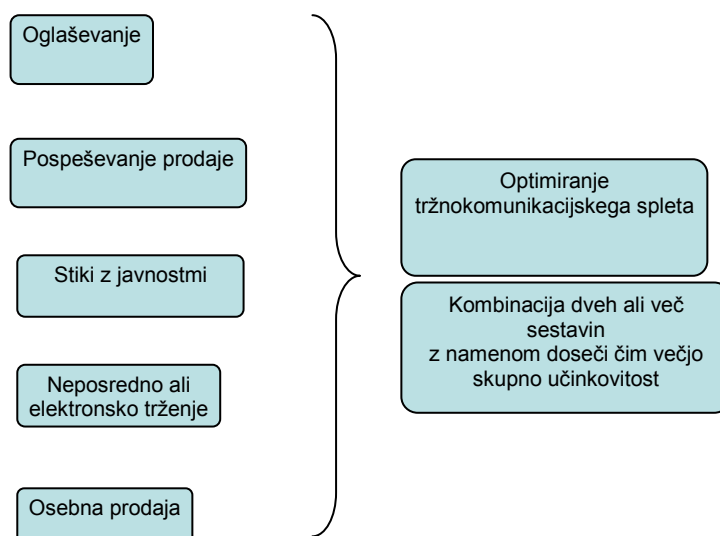 Oglaševanje
Pospeševanje prodaje
Stiki z javnostmi
Neposredno ali
elektronsko trženje
Osebna prodaja
Optimiranje
tržnokomunikacijskega spleta
Kombinacija dveh ali več
sestavin
z namenom doseči čim večjo
skupno učinkovitost